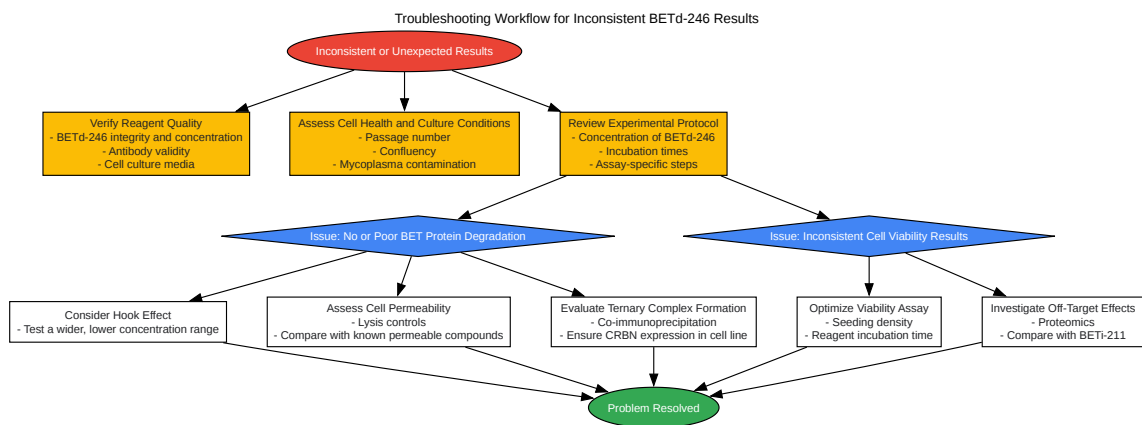 Troubleshooting Workflow for Inconsistent BETd-246 Results
Inconsistent or Unexpected Results
Verify Reagent Quality
- BETd-246 integrity and concentration
- Antibody validity
- Cell culture media
Assess Cell Health and Culture Conditions
- Passage number
- Confluency
- Mycoplasma contamination
Review Experimental Protocol
- Concentration of BETd-246
- Incubation times
- Assay-specific steps
Issue: No or Poor BET Protein Degradation
Issue: Inconsistent Cell Viability Results
Consider Hook Effect
- Test a wider, lower concentration range
Assess Cell Permeability
- Lysis controls
- Compare with known permeable compounds
Evaluate Ternary Complex Formation
- Co-immunoprecipitation
- Ensure CRBN expression in cell line
Optimize Viability Assay
- Seeding density
- Reagent incubation time
Investigate Off-Target Effects
- Proteomics
- Compare with BETi-211
Problem Resolved